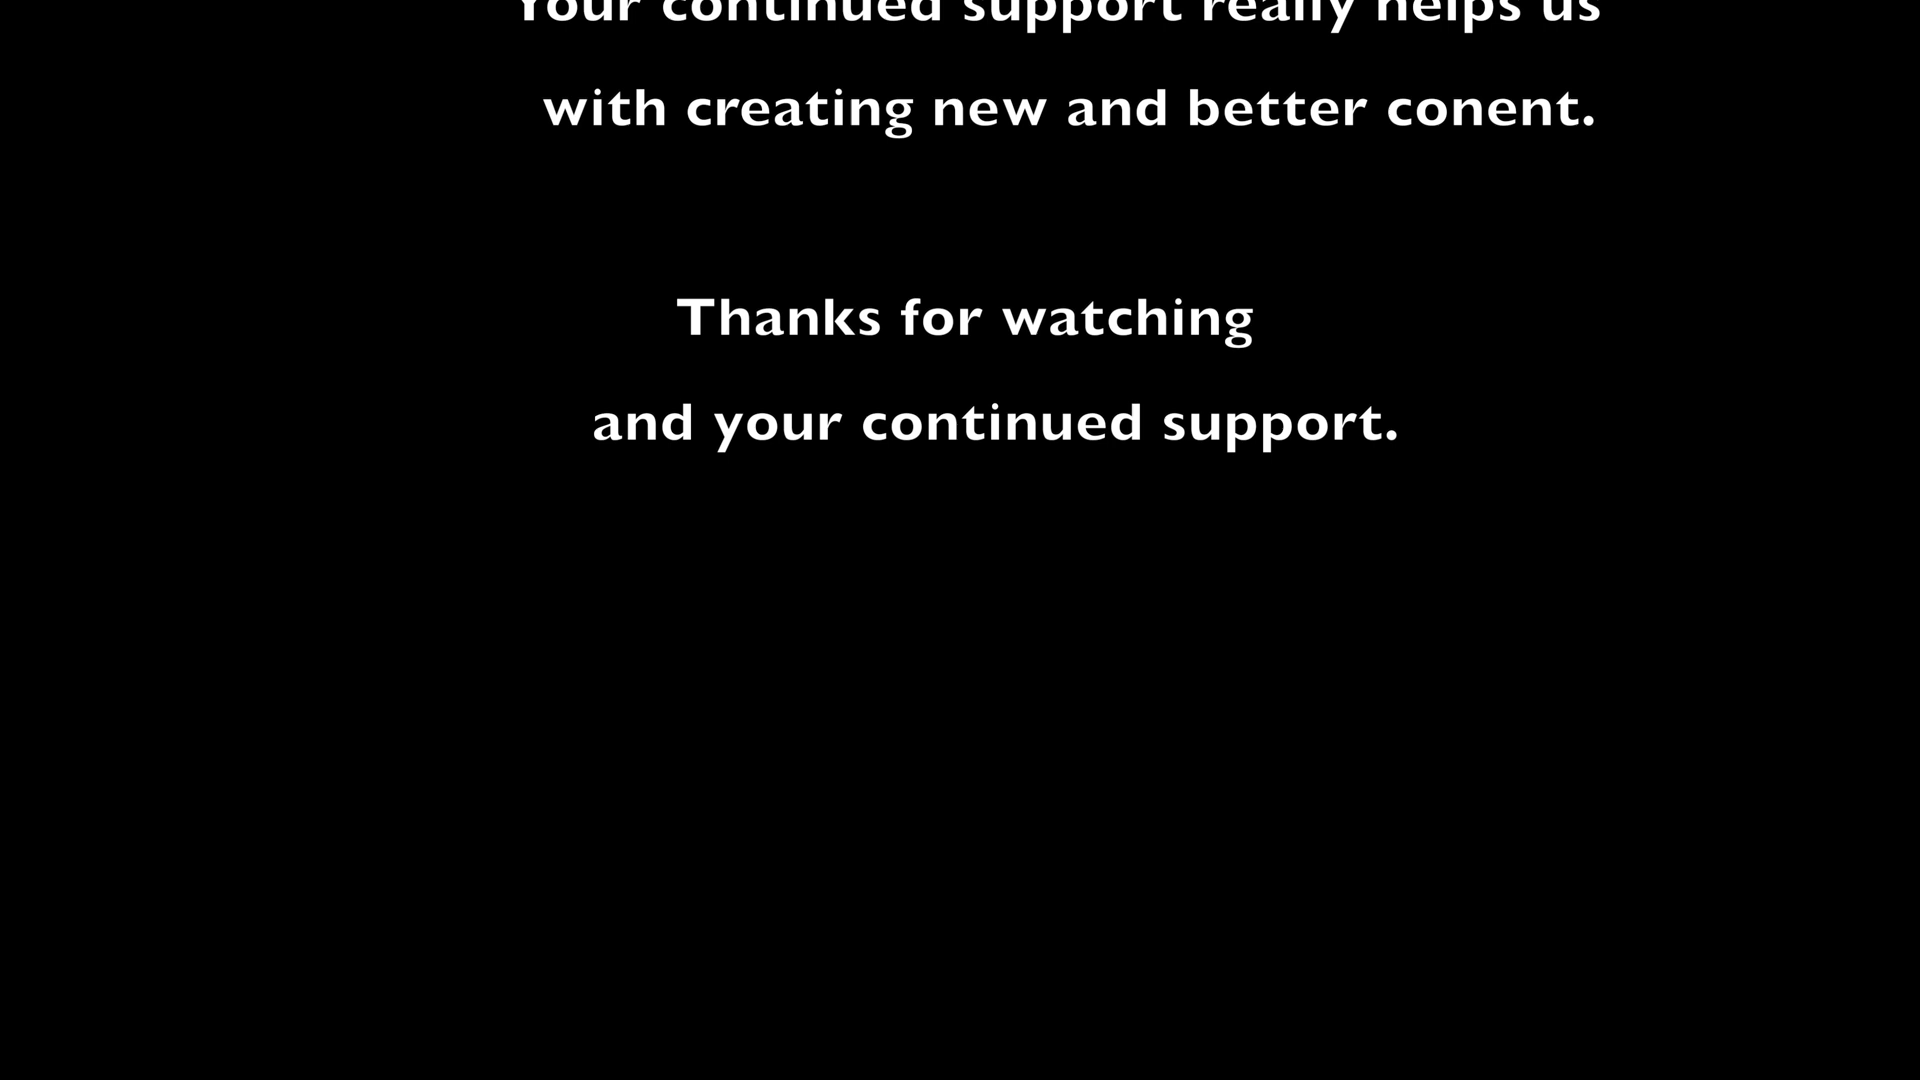 Your continued support really helps us
with creating new and better conent.
Thanks for watching
and your continued support.